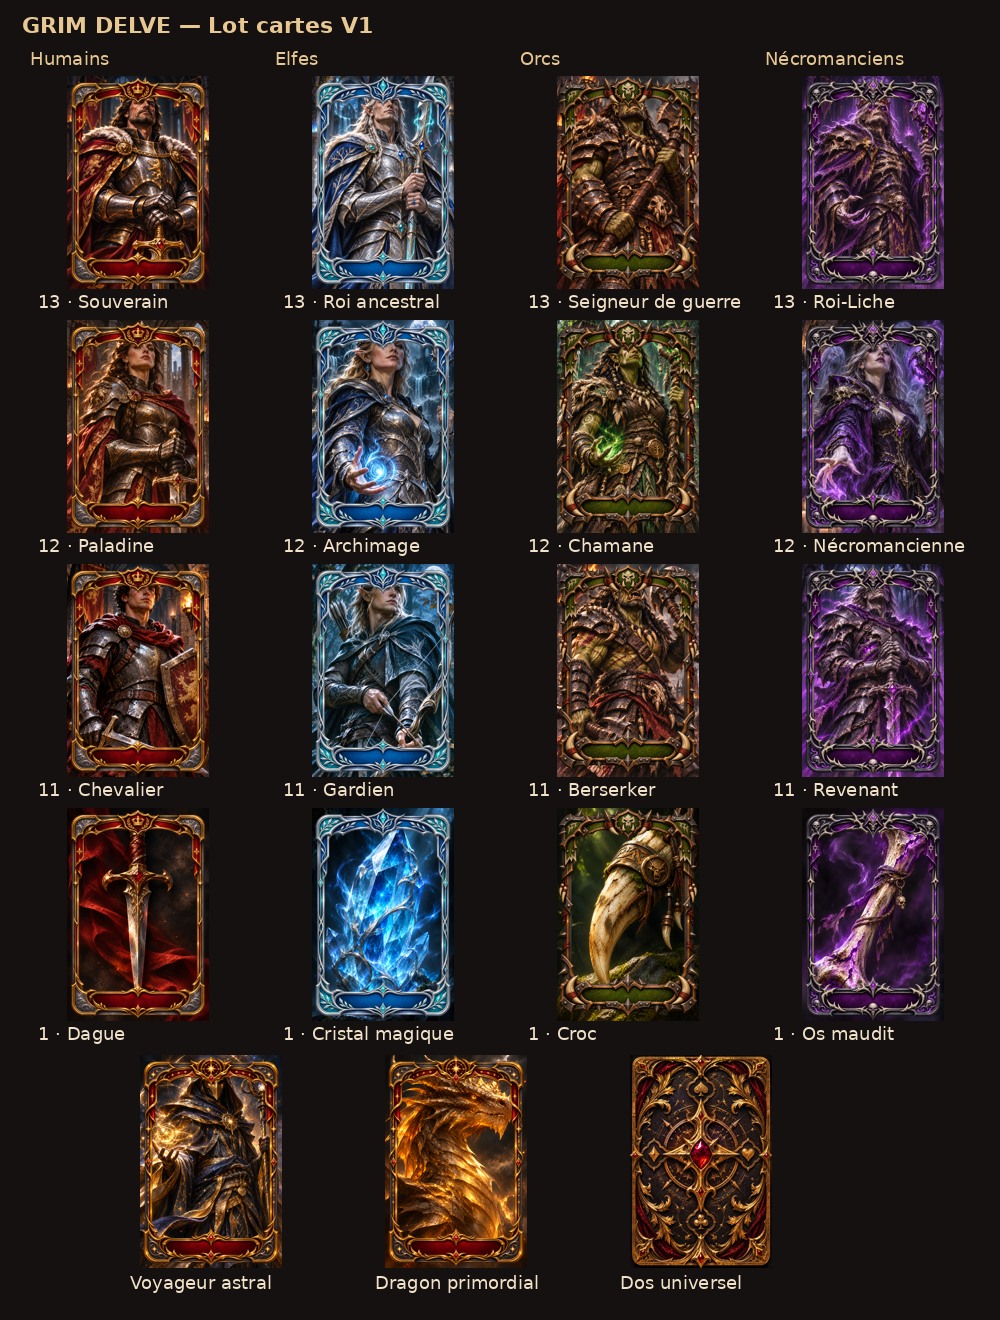 GRIM DELVE — Lot cartes V1
Humains Elfes Orcs Nécromanciens
13 · Souverain 13 · Roi ancestral 13 · Seigneur de guerre 13 · Roi-Liche
12 · Paladine 12 · Archimage 12 · Chamane 12 · Nécromancienne
11 · Chevalier 11 · Gardien 11 · Berserker 11 · Revenant
1 · Dague 1 · Cristal magique 1 · Croc 1 · Os maudit
Voyageur astral Dragon primordial Dos universel